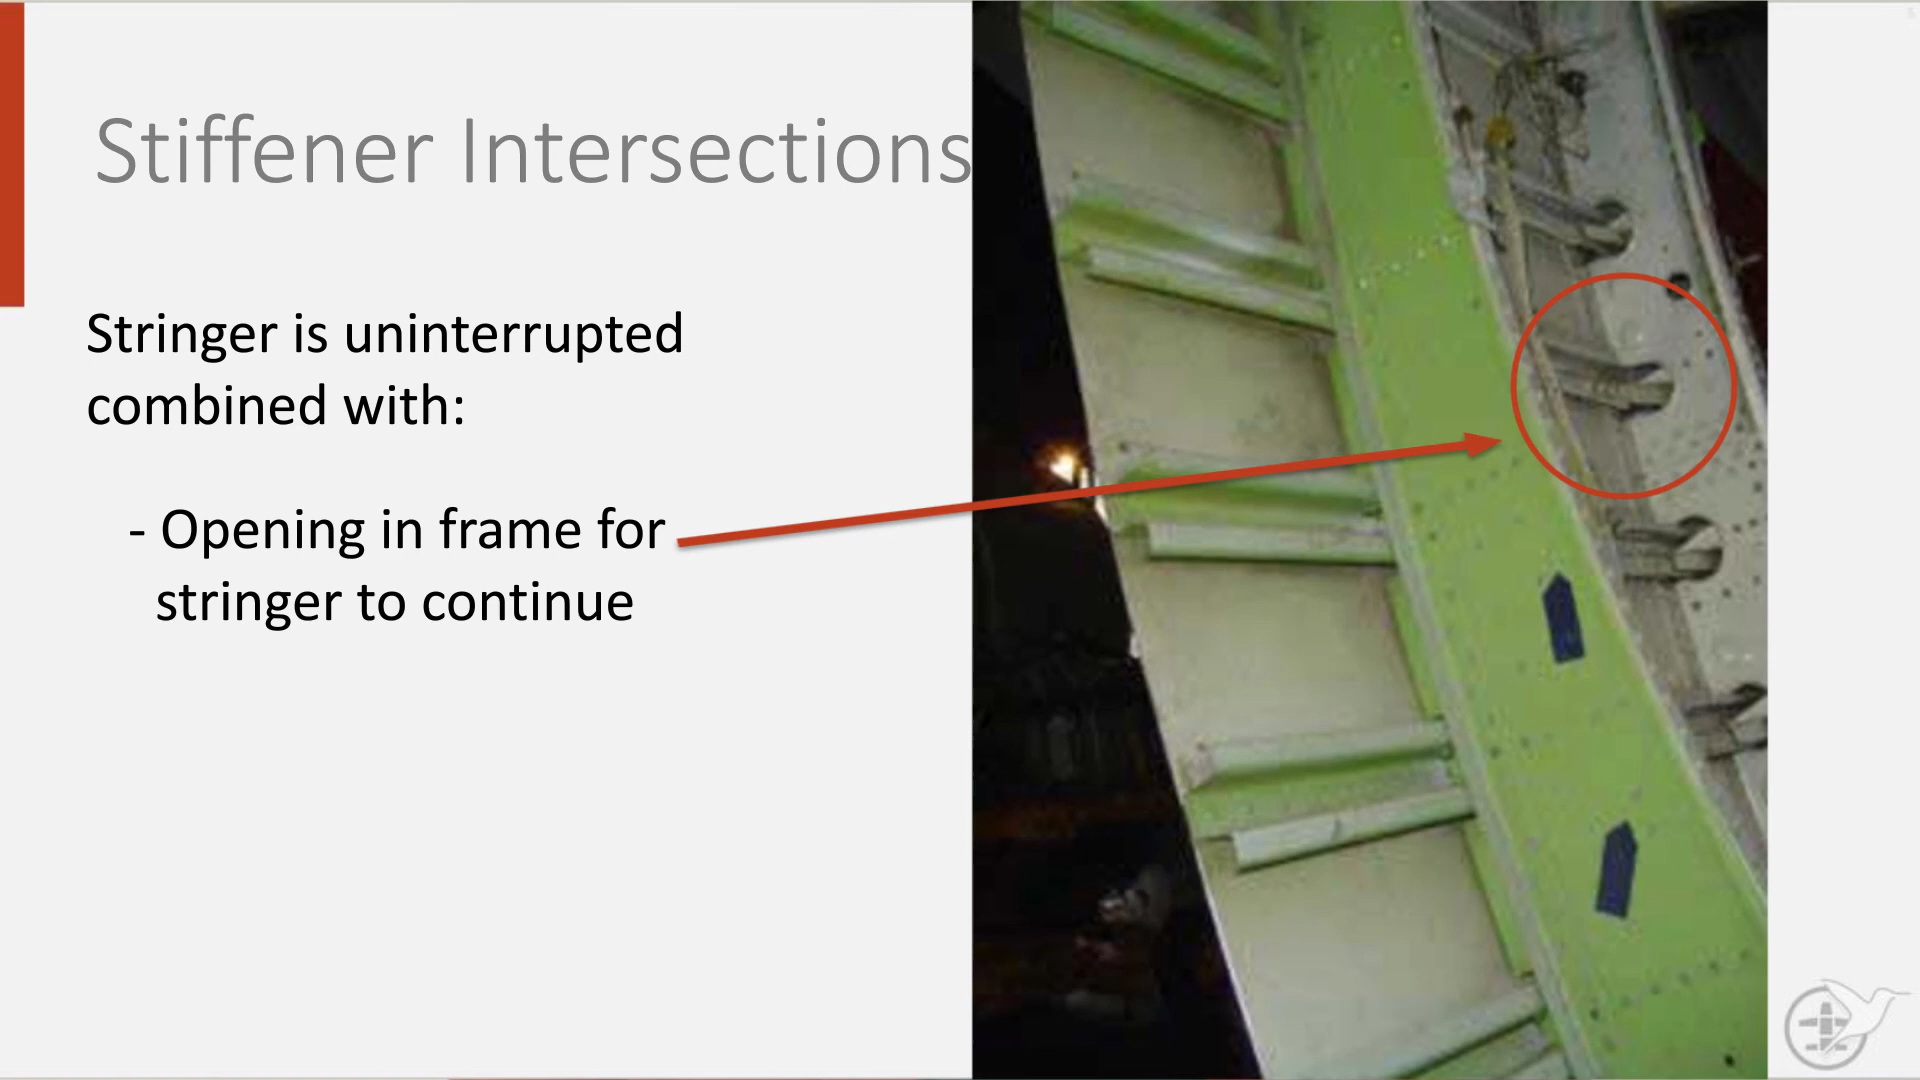 Stiffener Intersections
Stringer is uninterrupted
combined with:
- Opening in frame for
stringer to continue